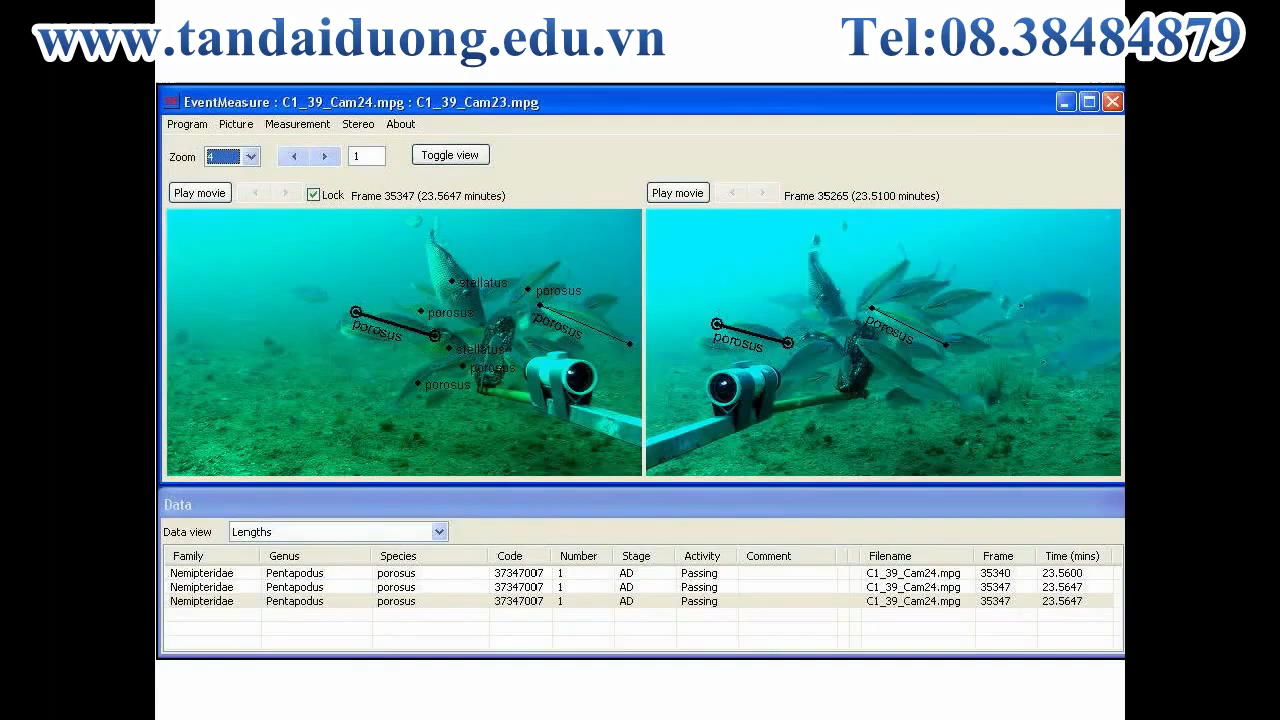 www.tandaiduong.edu.vn Tel:08.38484879
EventMeasure : C1_39_Cam24.mpg : C1_39_Cam23.mpg
Program Picture Measurement Stereo About
Zoom 1 Toggle view
Play movie Lock Frame 35347 (23.5647 minutes) Play movie Frame 35265 (23.5100 minutes)
stellatus
porosus
porosus
porosus
porosus
stellatus
porosus
porosus
porosus
porosus
Data
Data view Lengths
Family Genus Species Code Number Stage Activity Comment Filename Frame Time (mins)
Nemipteridae Pentapodus porosus 37347007 1 AD Passing C1_39_Cam24.mpg 35340 23.5600
Nemipteridae Pentapodus porosus 37347007 1 AD Passing C1_39_Cam24.mpg 35347 23.5647
Nemipteridae Pentapodus porosus 37347007 1 AD Passing C1_39_Cam24.mpg 35347 23.5647